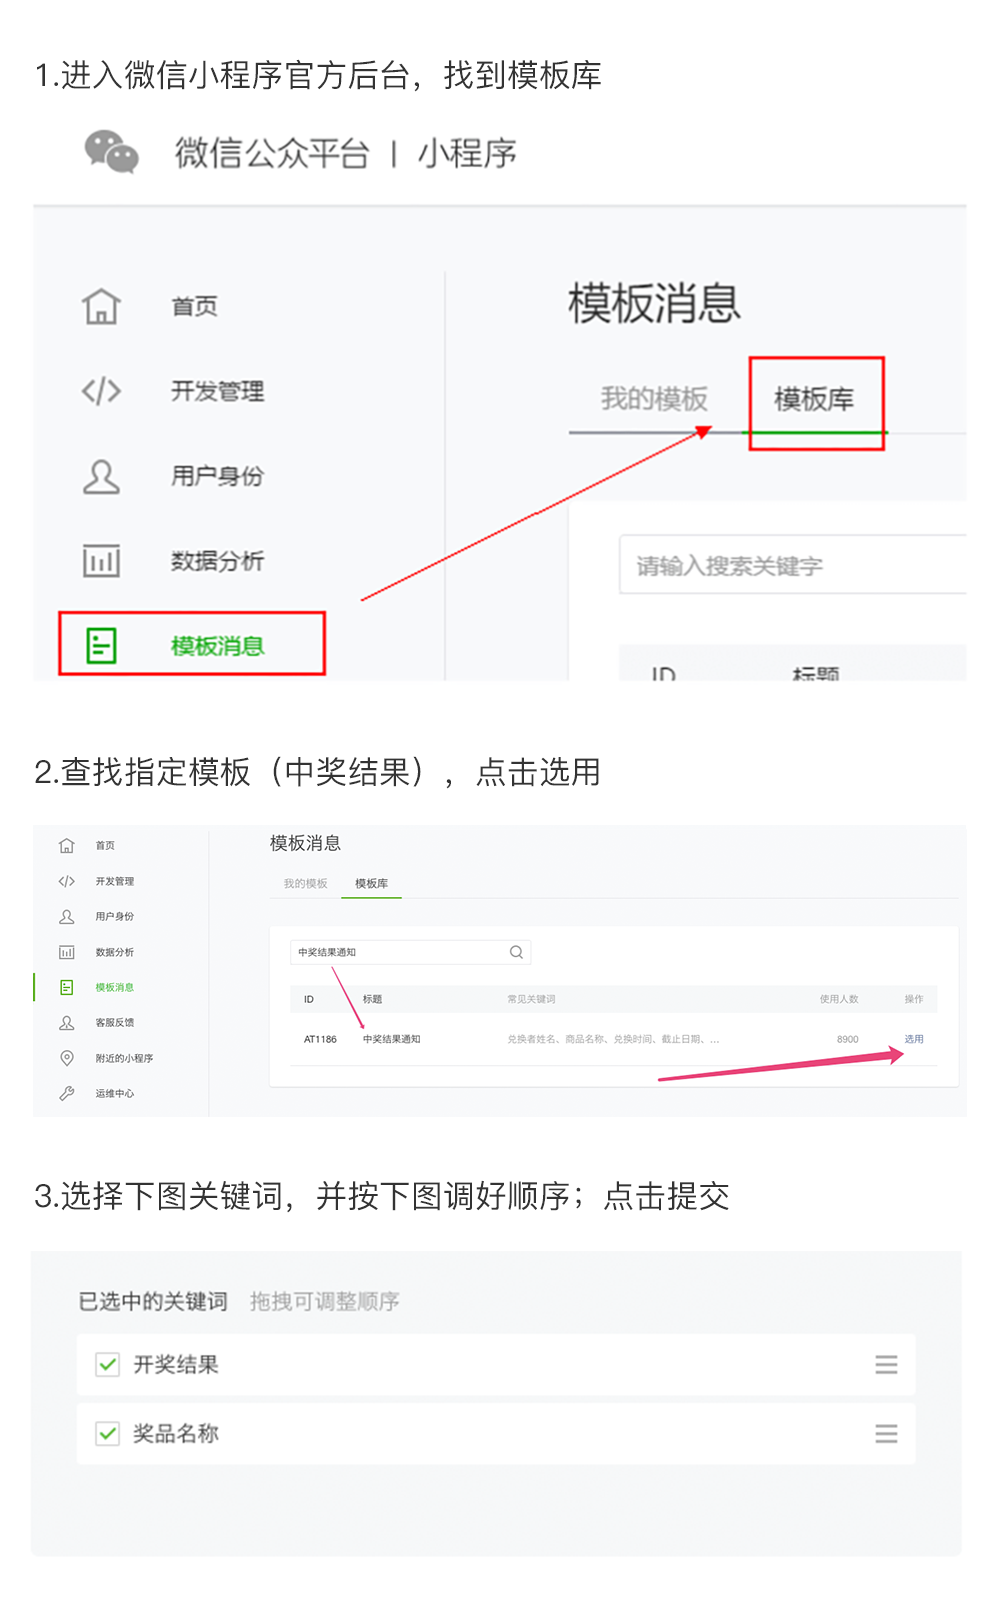 1.进入微信小程序官方后台，找到模板库
微信公众平台 | 小程序
首页
开发管理
用户身份
数据分析
模板消息
模板消息
我的模板 模板库
请输入搜索关键字
ID 标题
2.查找指定模板（中奖结果），点击选用
首页
开发管理
用户身份
数据分析
模板消息
客服反馈
附近的小程序
运维中心
模板消息
我的模板 模板库
中奖结果通知
ID 标题 常见关键词 使用人数 操作
AT1186 中奖结果通知 兑换者姓名、商品名称、兑换时间、截止日期、... 8900 选用
3.选择下图关键词，并按下图调好顺序；点击提交
已选中的关键词 拖拽可调整顺序
开奖结果
奖品名称